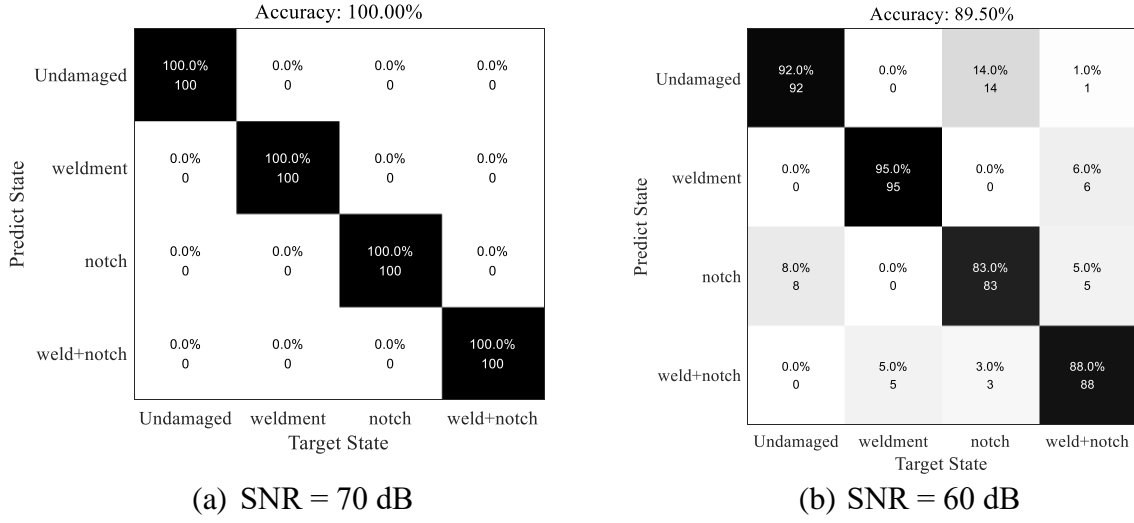 Accuracy: 100.00%
Predict State
Undamaged
100.0% 0.0% 0.0% 0.0%
100 0 0 0
weldment
0.0% 100.0% 0.0% 0.0%
0 100 0 0
notch
0.0% 0.0% 100.0% 0.0%
0 0 100 0
weld+notch
0.0% 0.0% 0.0% 100.0%
0 0 0 100
Undamaged weldment notch weld+notch
Target State
(a) SNR = 70 dB
Accuracy: 89.50%
Predict State
Undamaged
92.0% 0.0% 14.0% 1.0%
92 0 14 1
weldment
0.0% 95.0% 0.0% 6.0%
0 95 0 6
notch
8.0% 0.0% 83.0% 5.0%
8 0 83 5
weld+notch
0.0% 5.0% 3.0% 88.0%
0 5 3 88
Undamaged weldment notch weld+notch
Target State
(b) SNR = 60 dB